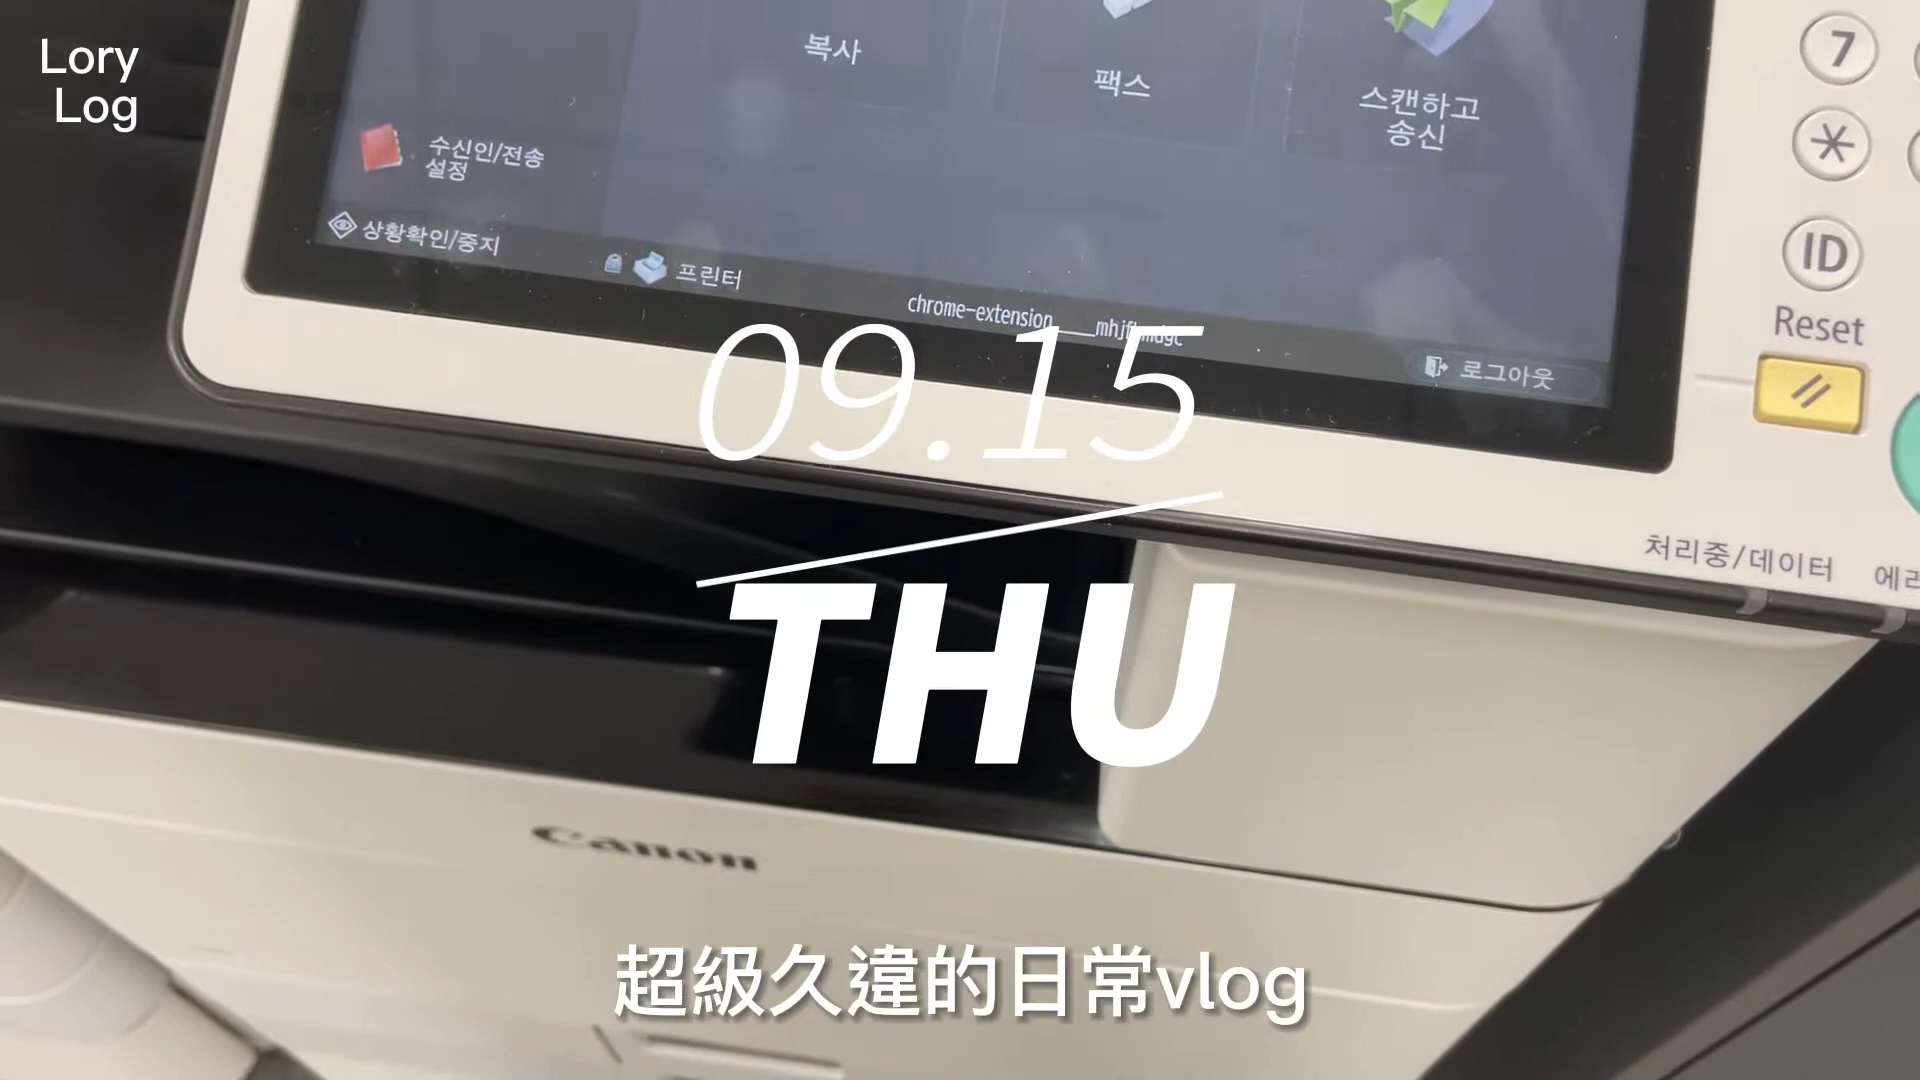 Lory
Log
복사
팩스
스캔하고
송신
수신인/전송
설정
상황확인/중지
프린터
chrome-extension____
로그아웃
7
ID
Reset
09.15
THU
처리중/데이터
Canon
超級久違的日常vlog